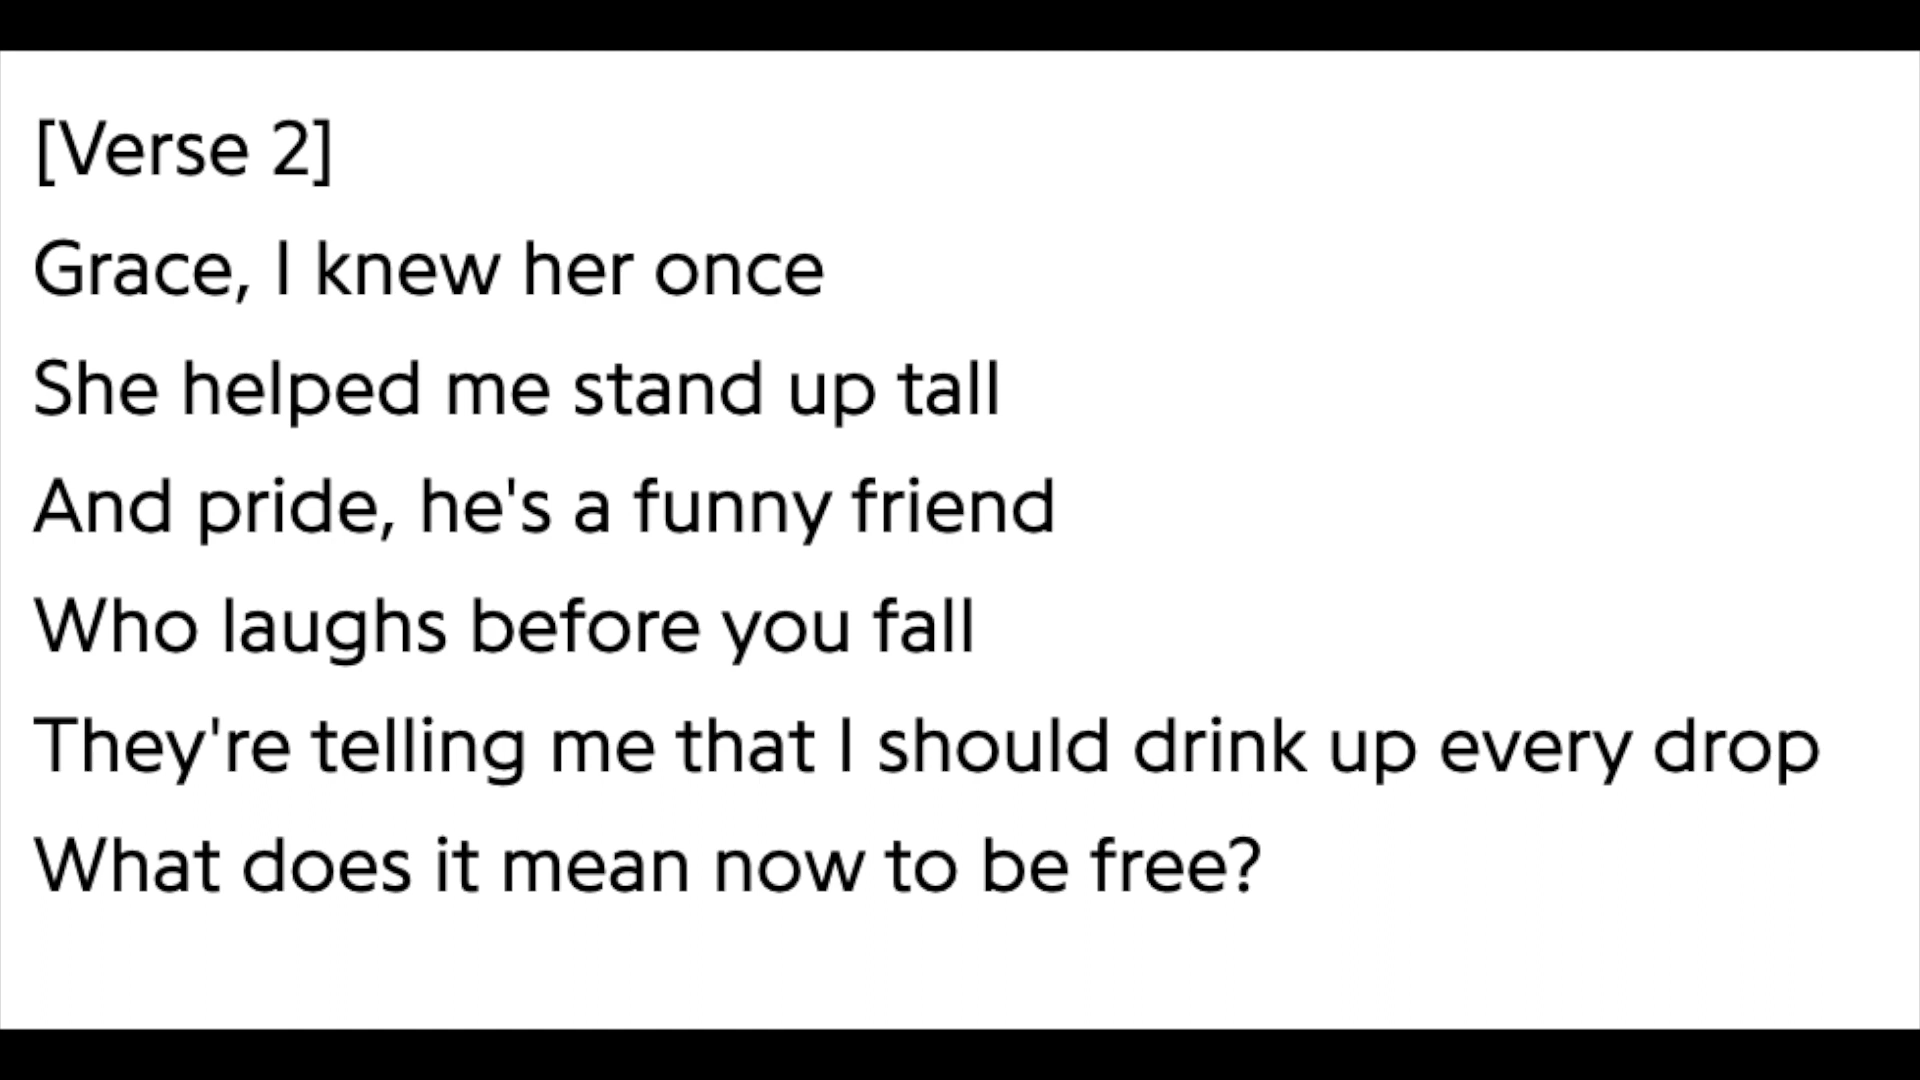 [Verse 2]
Grace, I knew her once
She helped me stand up tall
And pride, he's a funny friend
Who laughs before you fall
They're telling me that I should drink up every drop
What does it mean now to be free?